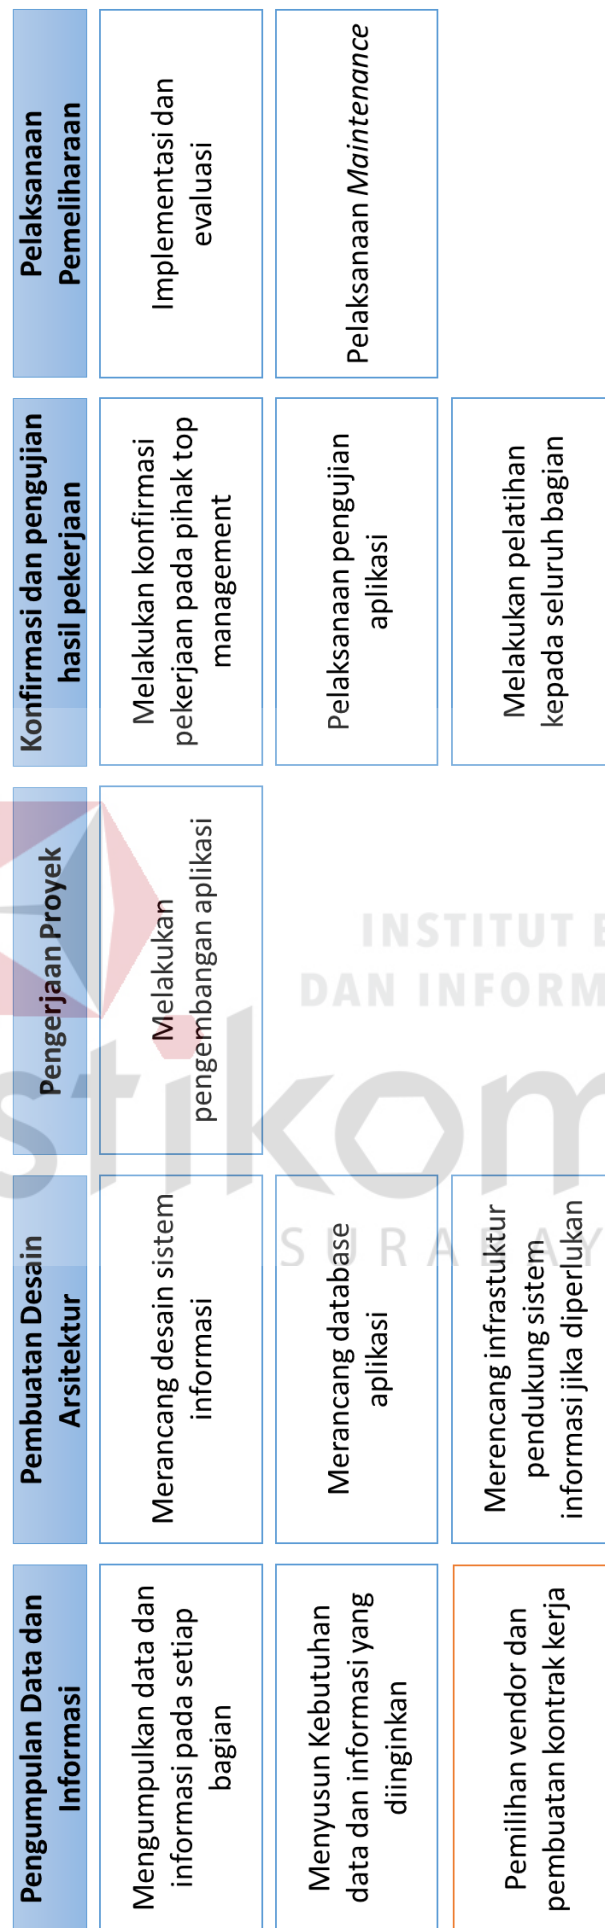 Pengumpulan Data dan
Informasi
Mengumpulkan data dan
informasi pada setiap
bagian
Menyusun Kebutuhan
data dan informasi yang
diinginkan
Pemilihan vendor dan
pembuatan kontrak kerja
Pembuatan Desain
Arsitektur
Merancang desain sistem
informasi
Merancang database
aplikasi
Merencang infrastuktur
pendukung sistem
informasi jika diperlukan
Pengerjaan Proyek
Melakukan
pengembangan aplikasi
Konfirmasi dan pengujian
hasil pekerjaan
Melakukan konfirmasi
pekerjaan pada pihak top
management
Pelaksanaan pengujian
aplikasi
Melakukan pelatihan
kepada seluruh bagian
Pelaksanaan
Pemeliharaan
Implementasi dan
evaluasi
Pelaksanaan Maintenance
INSTITUT B
DAN INFORM
stikom
SURABAY